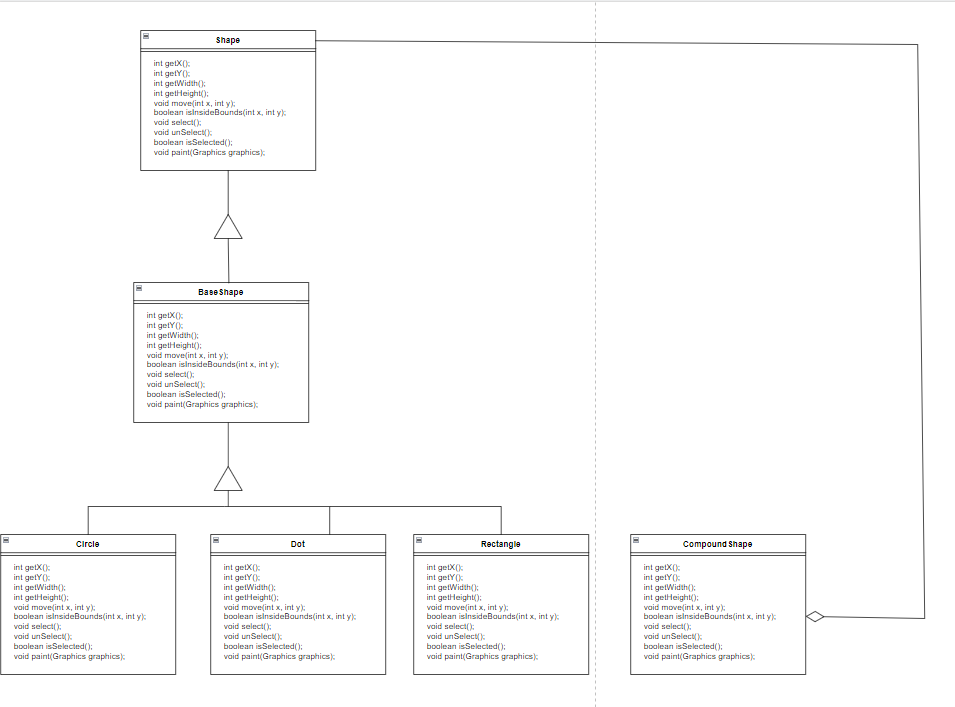 Shape
int getX();
int getY();
int getWidth();
int getHeight();
void move(int x, int y);
boolean isInsideBounds(int x, int y);
void select();
void unSelect();
boolean isSelected();
void paint(Graphics graphics);
BaseShape
int getX();
int getY();
int getWidth();
int getHeight();
void move(int x, int y);
boolean isInsideBounds(int x, int y);
void select();
void unSelect();
boolean isSelected();
void paint(Graphics graphics);
Circle
int getX();
int getY();
int getWidth();
int getHeight();
void move(int x, int y);
boolean isInsideBounds(int x, int y);
void select();
void unSelect();
boolean isSelected();
void paint(Graphics graphics);
Dot
int getX();
int getY();
int getWidth();
int getHeight();
void move(int x, int y);
boolean isInsideBounds(int x, int y);
void select();
void unSelect();
boolean isSelected();
void paint(Graphics graphics);
Rectangle
int getX();
int getY();
int getWidth();
int getHeight();
void move(int x, int y);
boolean isInsideBounds(int x, int y);
void select();
void unSelect();
boolean isSelected();
void paint(Graphics graphics);
CompoundShape
int getX();
int getY();
int getWidth();
int getHeight();
void move(int x, int y);
boolean isInsideBounds(int x, int y);
void select();
void unSelect();
boolean isSelected();
void paint(Graphics graphics);